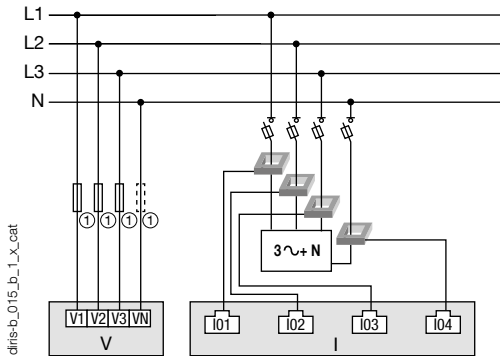 L1
L2
L3
N
1 1 1 1
3∿+ N
V1 V2 V3 VN
V
I01 I02 I03 I04
I
diris-b_015_b_1_x_cat